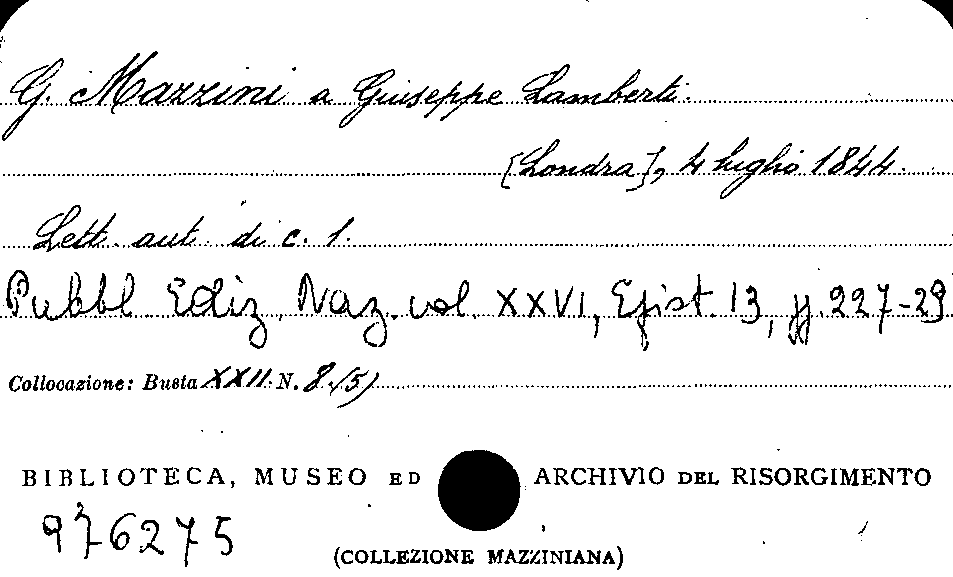 G. Mazzini a Giuseppe Lamberti.
[Londra], 4 luglio 1844.
Lett. aut. di c. 1.
Pubbl. Ediz. Naz. vol. XXVI, Epist. 13, pp. 227-29
Collocazione: Busta XXII N. 8 (5)
BIBLIOTECA, MUSEO ED ARCHIVIO DEL RISORGIMENTO
976275
(COLLEZIONE MAZZINIANA)